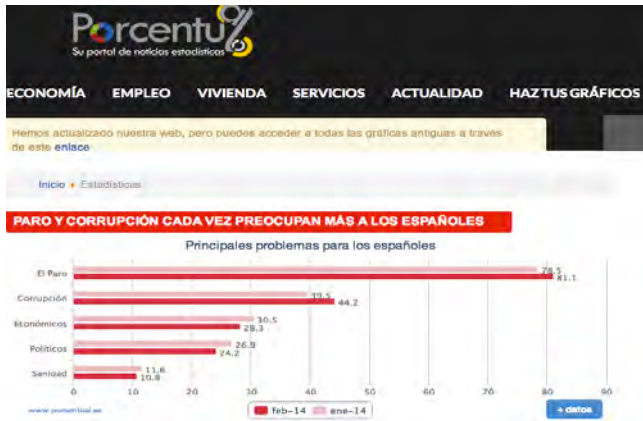 Porcentu%
Su portal de noticias estadísticas
ECONOMÍA EMPLEO VIVIENDA SERVICIOS ACTUALIDAD HAZ TUS GRÁFICOS
Hemos actualizado nuestra web, pero puedes acceder a todas las gráficas antiguas a través
de este enlace
Inicio Estadísticas
PARO Y CORRUPCIÓN CADA VEZ PREOCUPAN MÁS A LOS ESPAÑOLES
Principales problemas para los españoles
El Paro 78.5
81.1
Corrupción 39.5
44.2
Económicos 30.5
28.3
Políticos 26.9
24.2
Sanidad 11.6
10.8
0 10 20 30 40 50 60 70 80 90
www.porcentual.es feb-14 ene-14 + datos